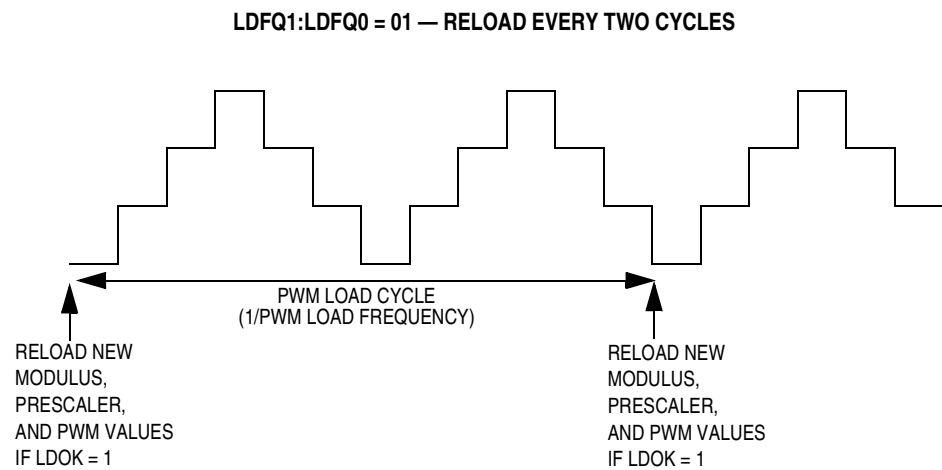 LDFQ1:LDFQ0 = 01 — RELOAD EVERY TWO CYCLES
PWM LOAD CYCLE
(1/PWM LOAD FREQUENCY)
RELOAD NEW
MODULUS,
PRESCALER,
AND PWM VALUES
IF LDOK = 1
RELOAD NEW
MODULUS,
PRESCALER,
AND PWM VALUES
IF LDOK = 1